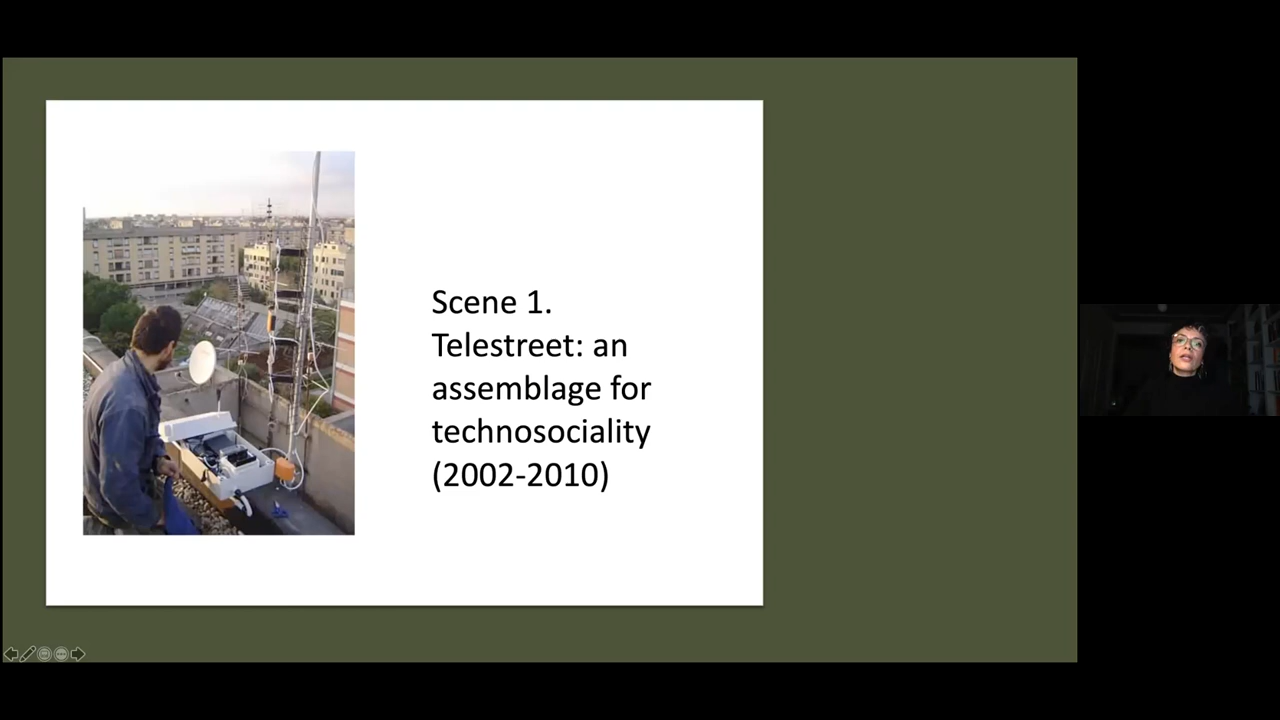 Scene 1.
Telestreet: an
assemblage for
technosociality
(2002-2010)